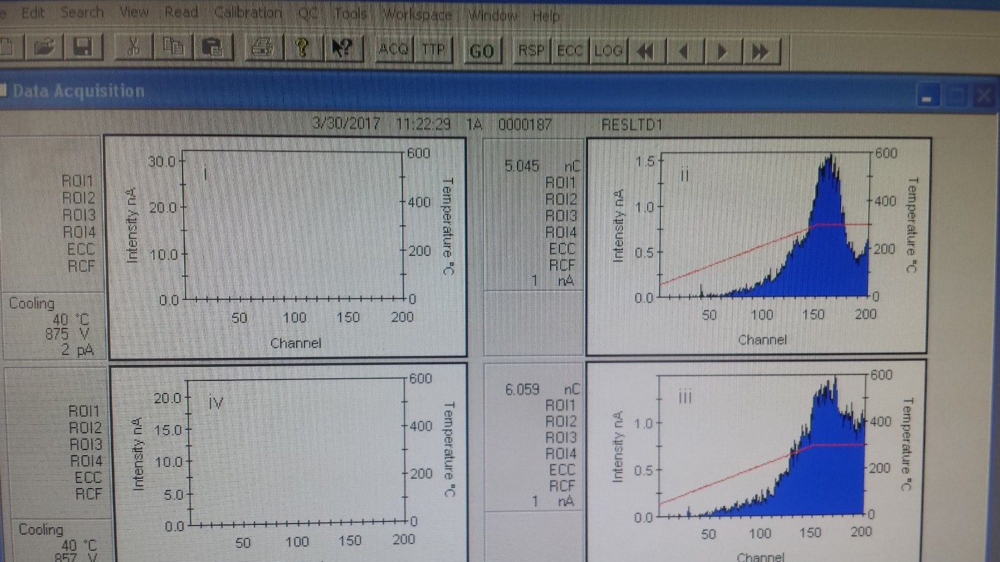 Edit Search View Read Calibration QC Tools Workspace Window Help
ACQ TTP GO RSP ECC LOG
Data Acquisition
3/30/2017 11:22:29 1A 0000187 RESLTD1
ROI1
ROI2
ROI3
ROI4
ECC
RCF
Cooling
40 °C
875 V
2 pA
i
Intensity nA
30.0
20.0
10.0
0.0
50 100 150 200
Channel
600
400
200
0
Temperature °C
5.045 nC
ROI1
ROI2
ROI3
ROI4
ECC
RCF
1 nA
ii
Intensity nA
1.5
1.0
0.5
0.0
50 100 150 200
Channel
600
400
200
0
Temperature °C
ROI1
ROI2
ROI3
ROI4
ECC
RCF
Cooling
40 °C
857 V
iv
Intensity nA
20.0
15.0
10.0
5.0
0.0
50 100 150 200
600
400
200
0
Temperature °C
6.059 nC
ROI1
ROI2
ROI3
ROI4
ECC
RCF
1 nA
iii
Intensity nA
1.0
0.5
0.0
50 100 150 200
Channel
600
400
200
0
Temperature °C